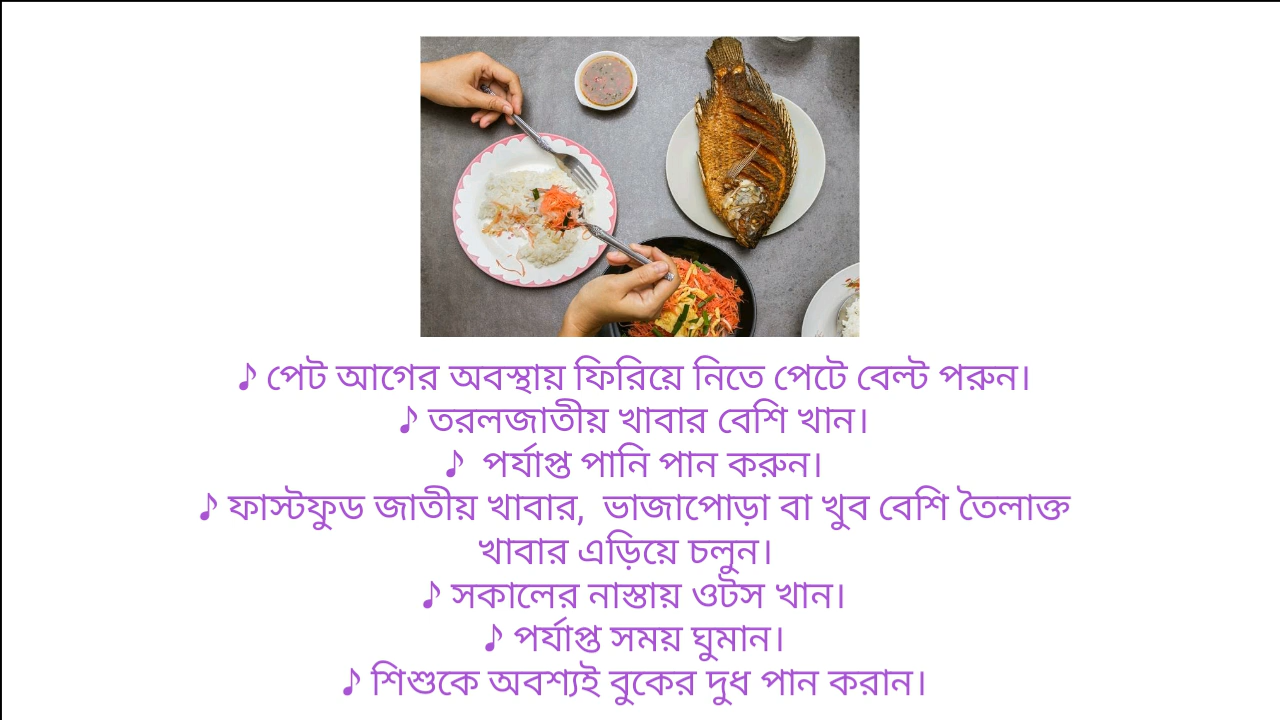 ♪ পেট আগের অবস্থায় ফিরিয়ে নিতে পেটে বেল্ট পরুন।
♪ তরলজাতীয় খাবার বেশি খান।
♪ পর্যাপ্ত পানি পান করুন।
♪ ফাস্টফুড জাতীয় খাবার, ভাজাপোড়া বা খুব বেশি তৈলাক্ত
খাবার এড়িয়ে চলুন।
♪ সকালের নাস্তায় ওটস খান।
♪ পর্যাপ্ত সময় ঘুমান।
♪ শিশুকে অবশ্যই বুকের দুধ পান করান।